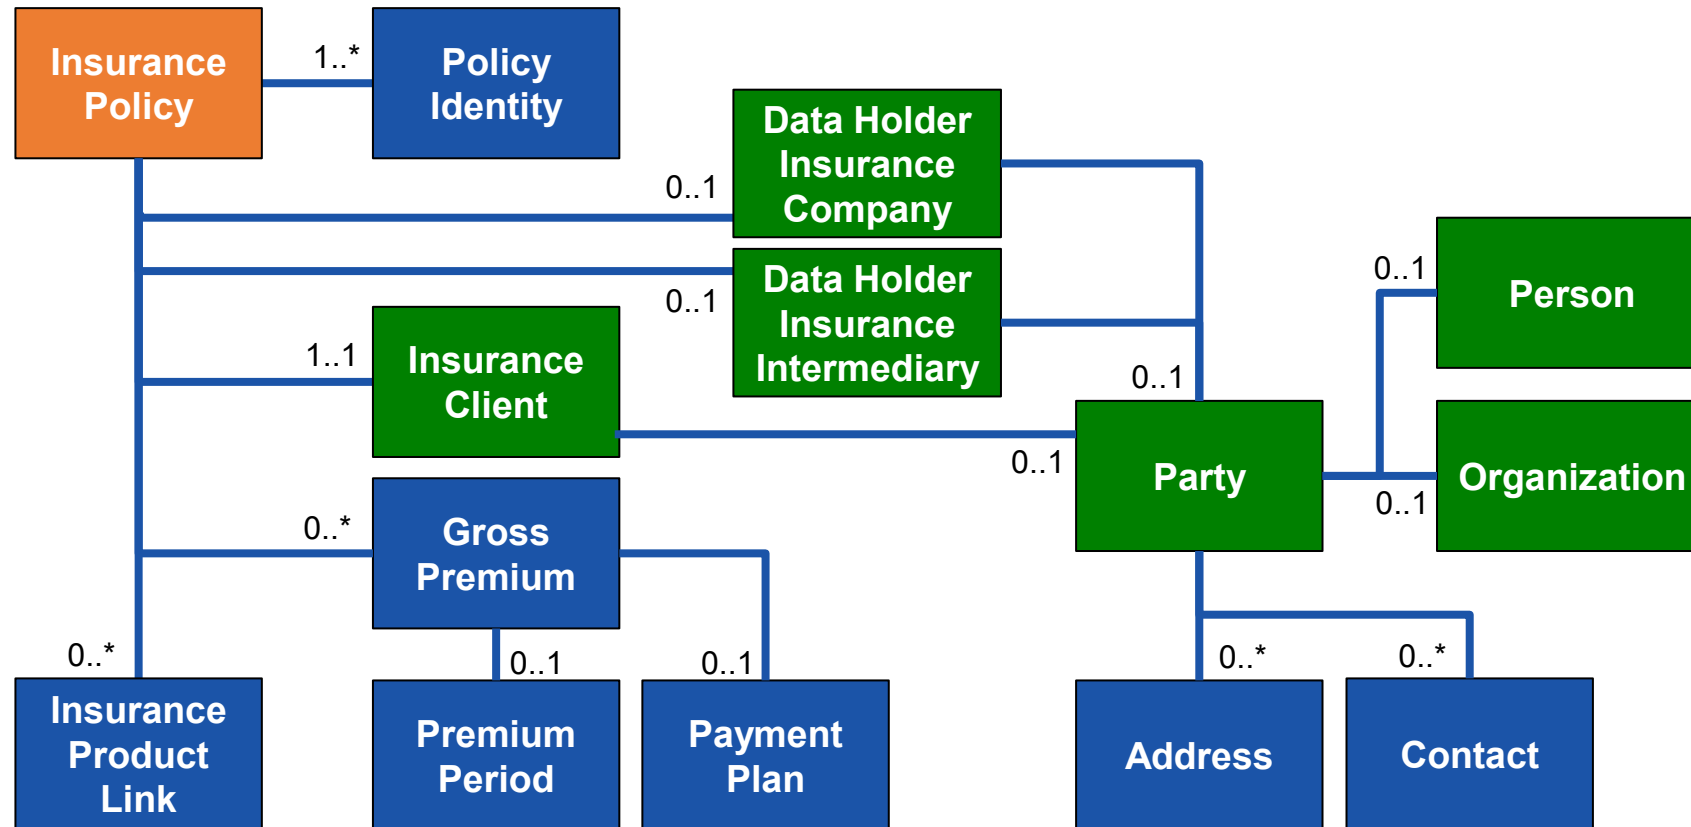 Insurance
Policy
1..*
Policy
Identity
0..1
Data Holder
Insurance
Company
0..1
Data Holder
Insurance
Intermediary
1..1
Insurance
Client
0..1
0..1
Party
0..1
Person
0..1
Organization
0..*
Gross
Premium
0..*
Insurance
Product
Link
0..1
Premium
Period
0..1
Payment
Plan
0..*
Address
0..*
Contact